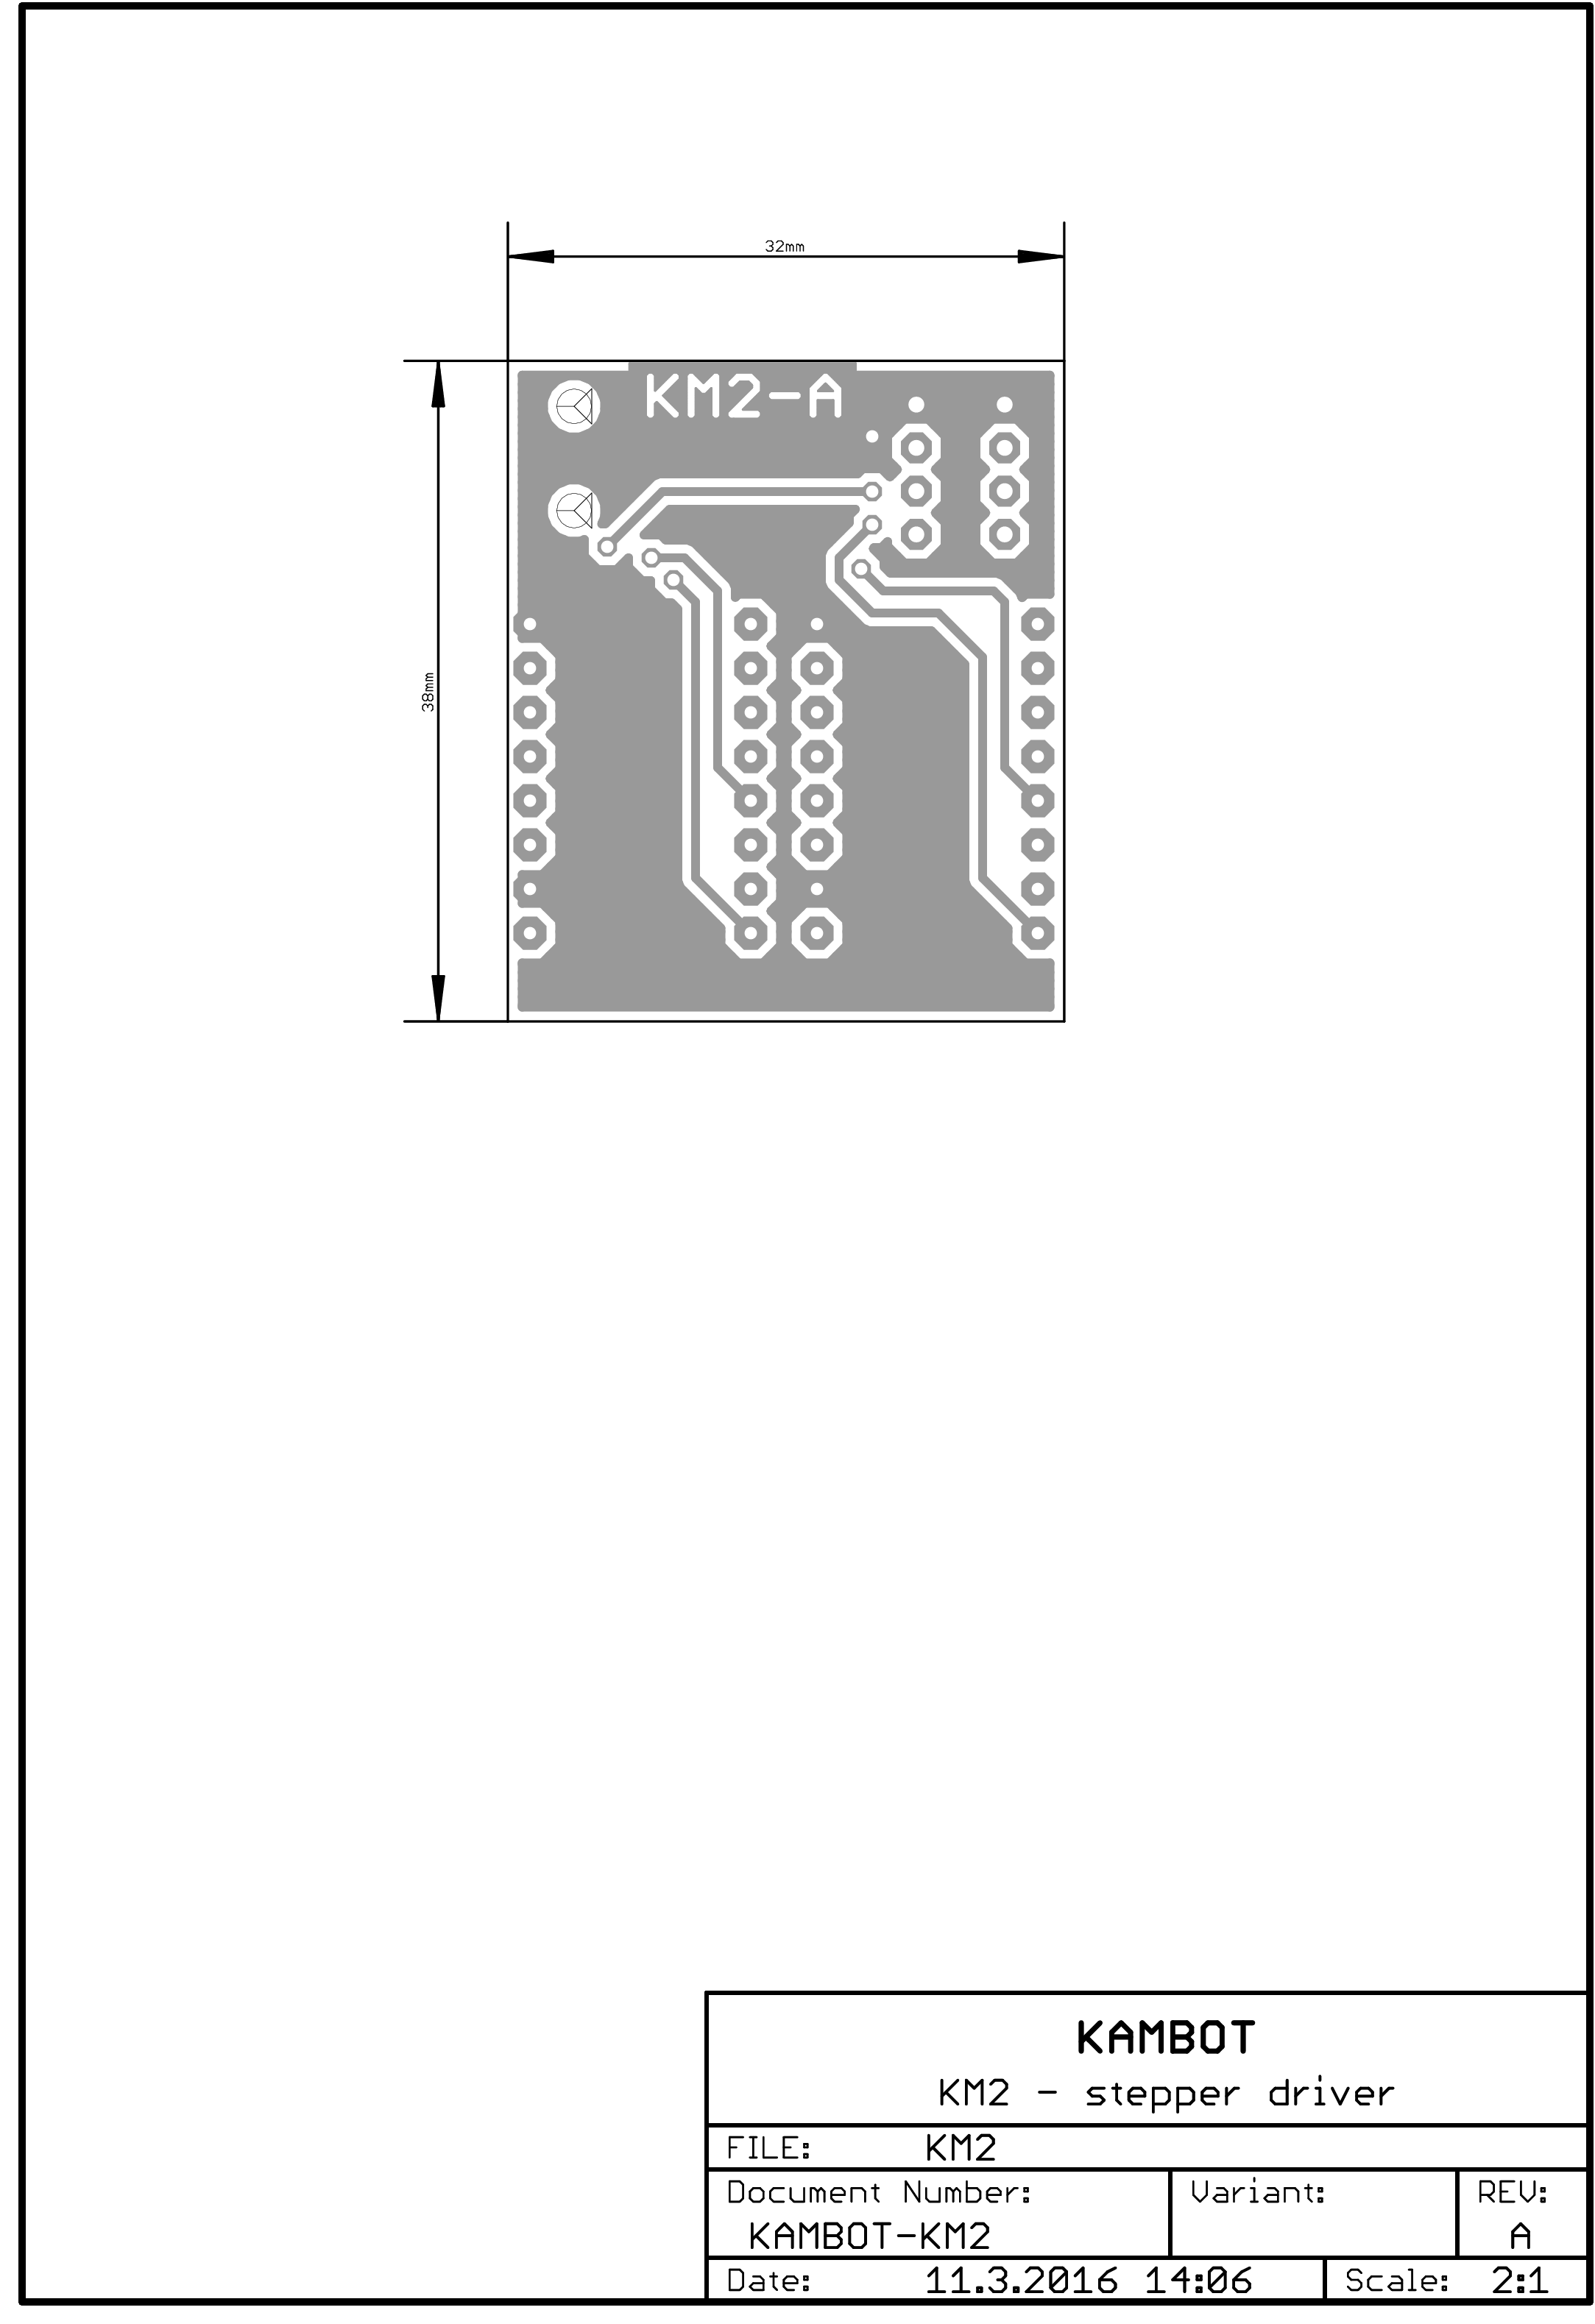 32mm
KM2-A
38mm
KAMBOT
KM2 - stepper driver
FILE: KM2
Document Number: Variant: REV:
KAMBOT-KM2 A
Date: 11.3.2016 14:06 Scale: 2:1